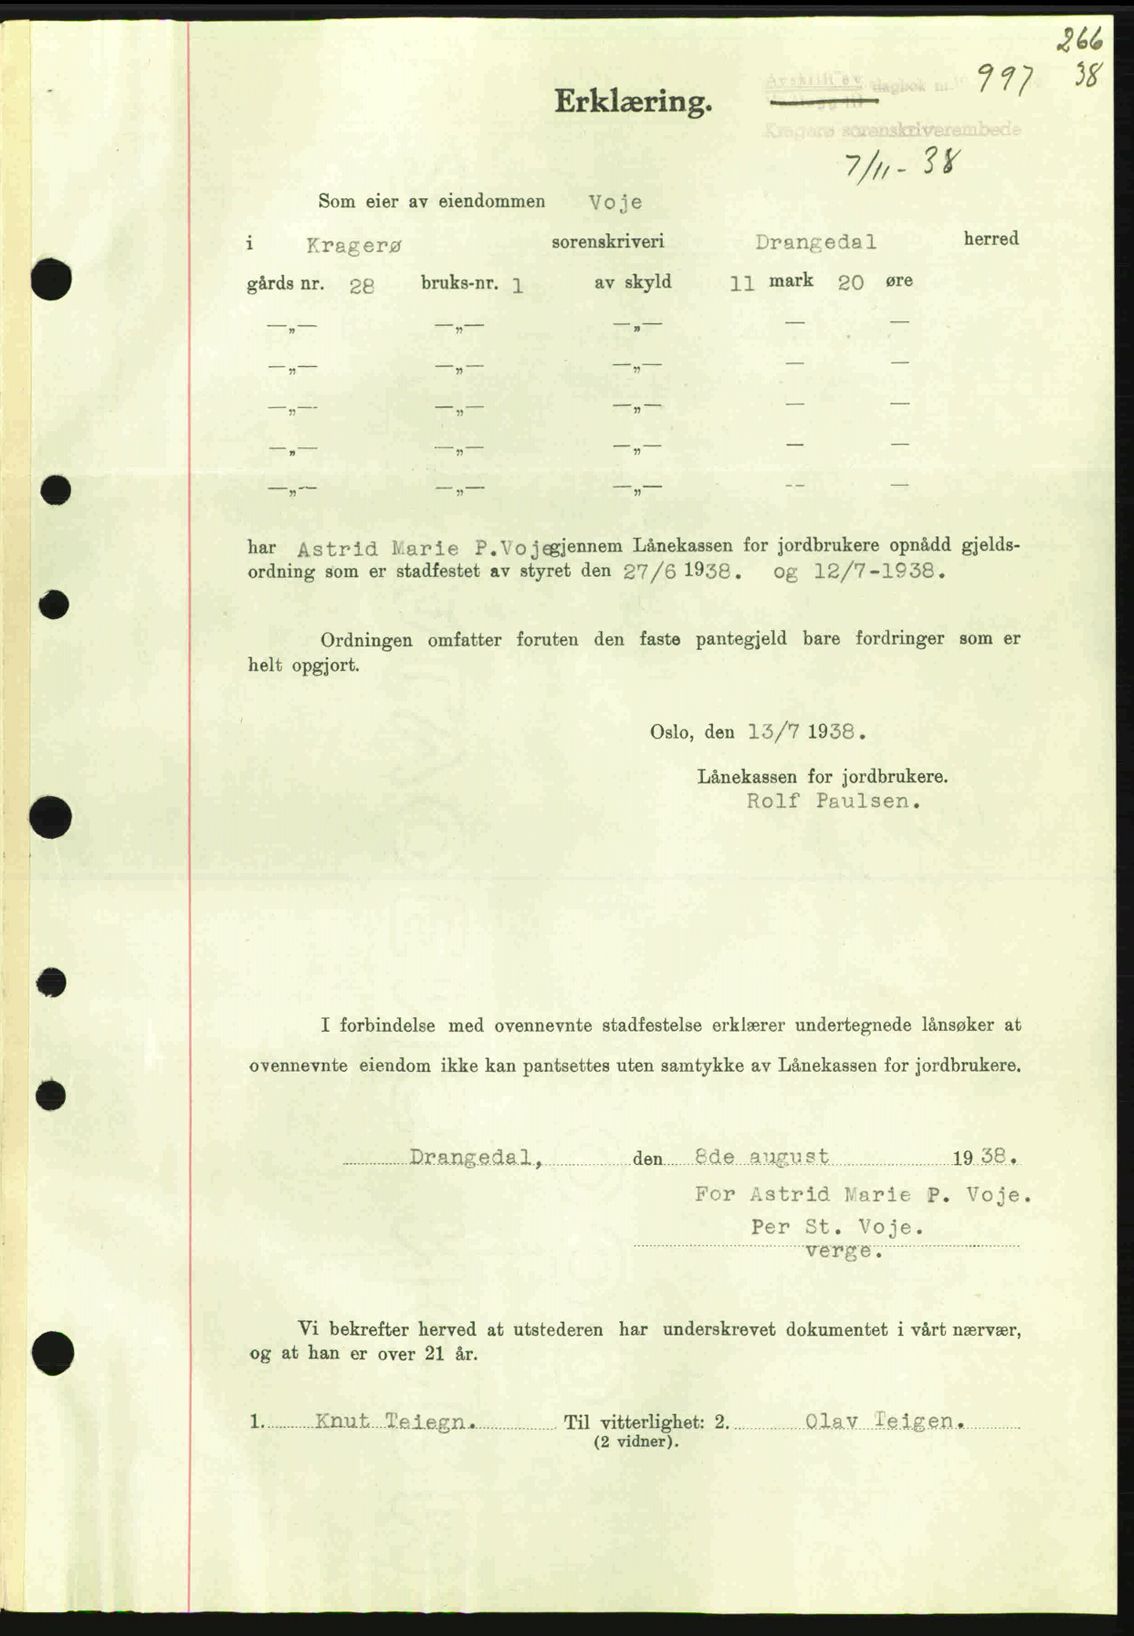 266
Avskrift av dagbok nr. 997 38
Erklæring.
Kragerø sorenskriverembede
7/11-38
Som eier av eiendommen Voje
i Kragerø sorenskriveri Drangedal herred
gårds nr. 28 bruks-nr. 1 av skyld 11 mark 20 øre
—„— —„— —„— — —
—„— —„— —„— — —
—„— —„— —„— — —
—„— —„— —„— — —
—„— —„— —„— -- —
har Astrid Marie P.Voje gjennem Lånekassen for jordbrukere opnådd gjelds-
ordning som er stadfestet av styret den 27/6 1938. og 12/7-1938.
Ordningen omfatter foruten den faste pantegjeld bare fordringer som er
helt opgjort.
Oslo, den 13/7 1938.
Lånekassen for jordbrukere.
Rolf Paulsen.
I forbindelse med ovennevnte stadfestelse erklærer undertegnede lånsøker at
ovennevnte eiendom ikke kan pantsettes uten samtykke av Lånekassen for jordbrukere.
Drangedal, den 8de august 1938.
For Astrid Marie P. Voje.
Per St. Voje.
verge.
Vi bekrefter herved at utstederen har underskrevet dokumentet i vårt nærvær,
og at han er over 21 år.
1. Knut Teiegn. Til vitterlighet: 2. Olav Teigen.
(2 vidner).